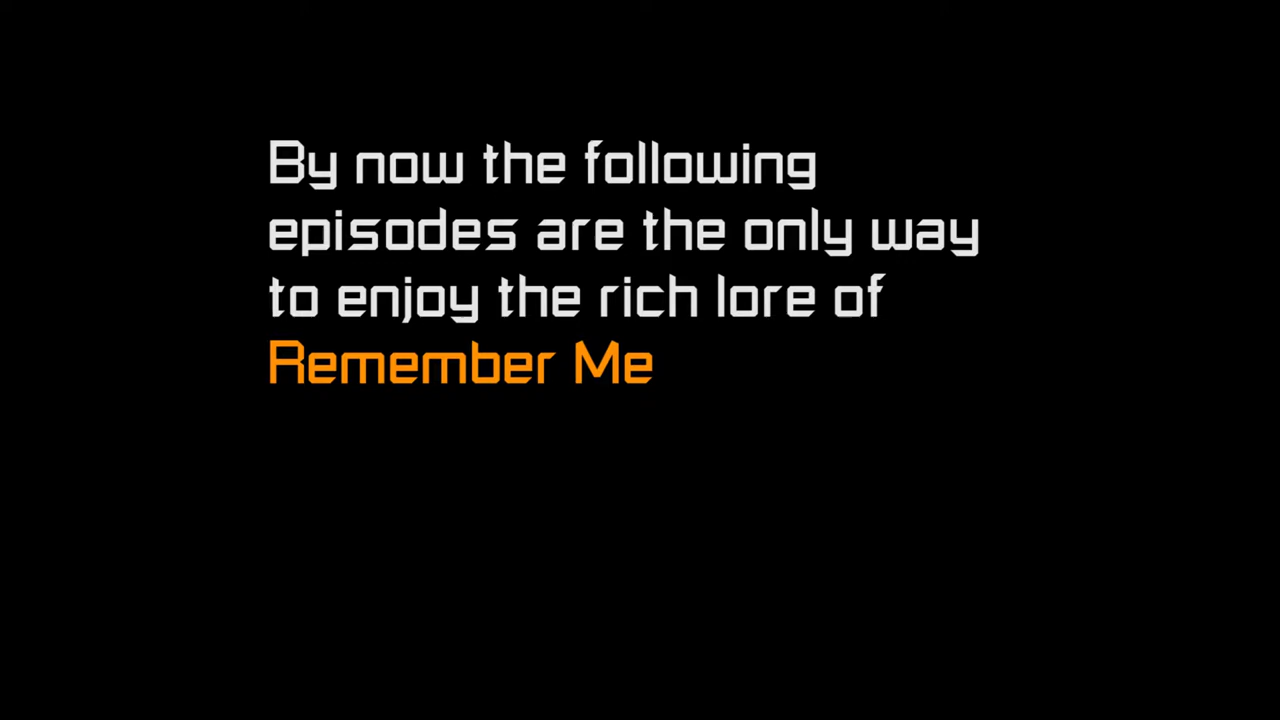 By now the following
episodes are the only way
to enjoy the rich lore of
Remember Me